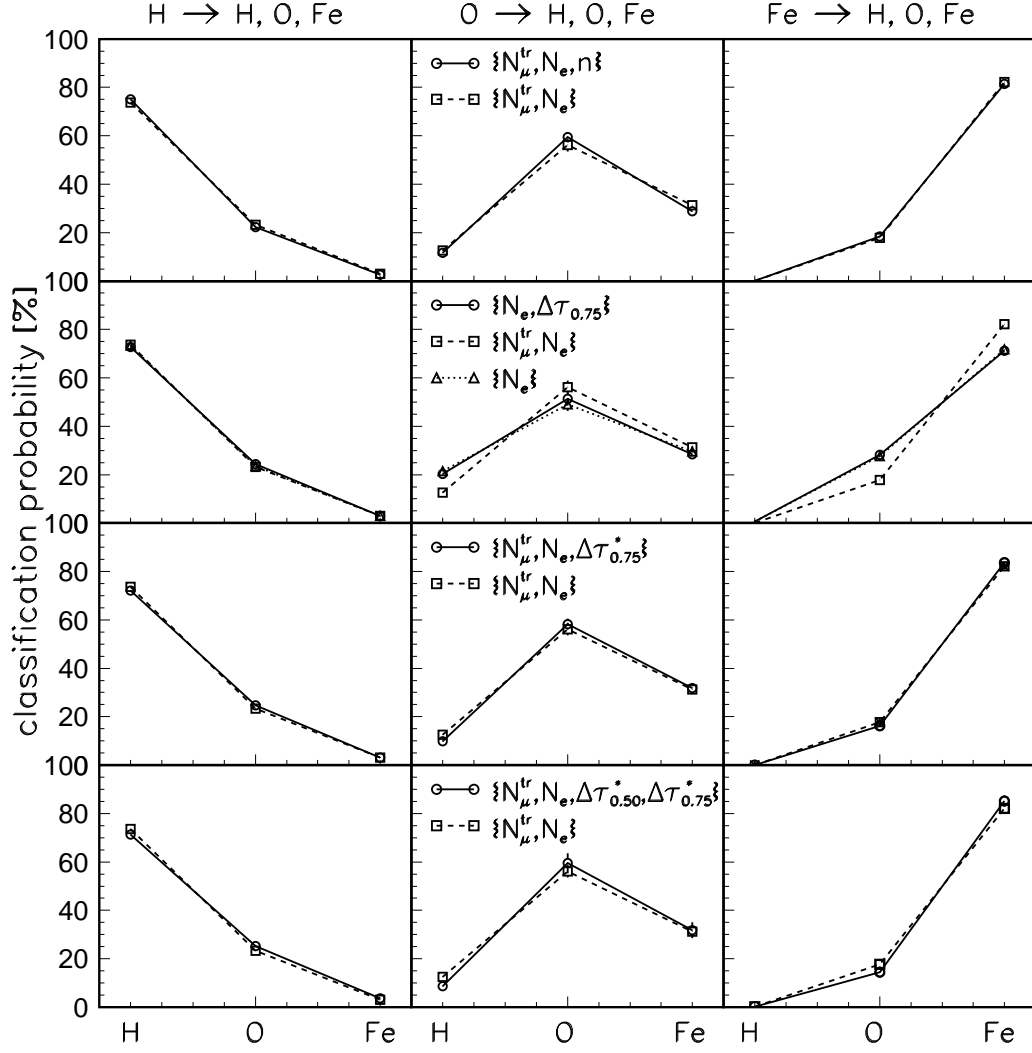 H → H, O, Fe
O → H, O, Fe
Fe → H, O, Fe
classification probability [%]
100
80
60
40
20
{N_μ^tr, N_e, n}
{N_μ^tr, N_e}
100
80
60
40
20
{N_e, Δτ_0.75}
{N_μ^tr, N_e}
{N_e}
100
80
60
40
20
{N_μ^tr, N_e, Δτ*_0.75}
{N_μ^tr, N_e}
100
80
60
40
20
0
{N_μ^tr, N_e, Δτ*_0.50, Δτ*_0.75}
{N_μ^tr, N_e}
H O Fe
H O Fe
H O Fe